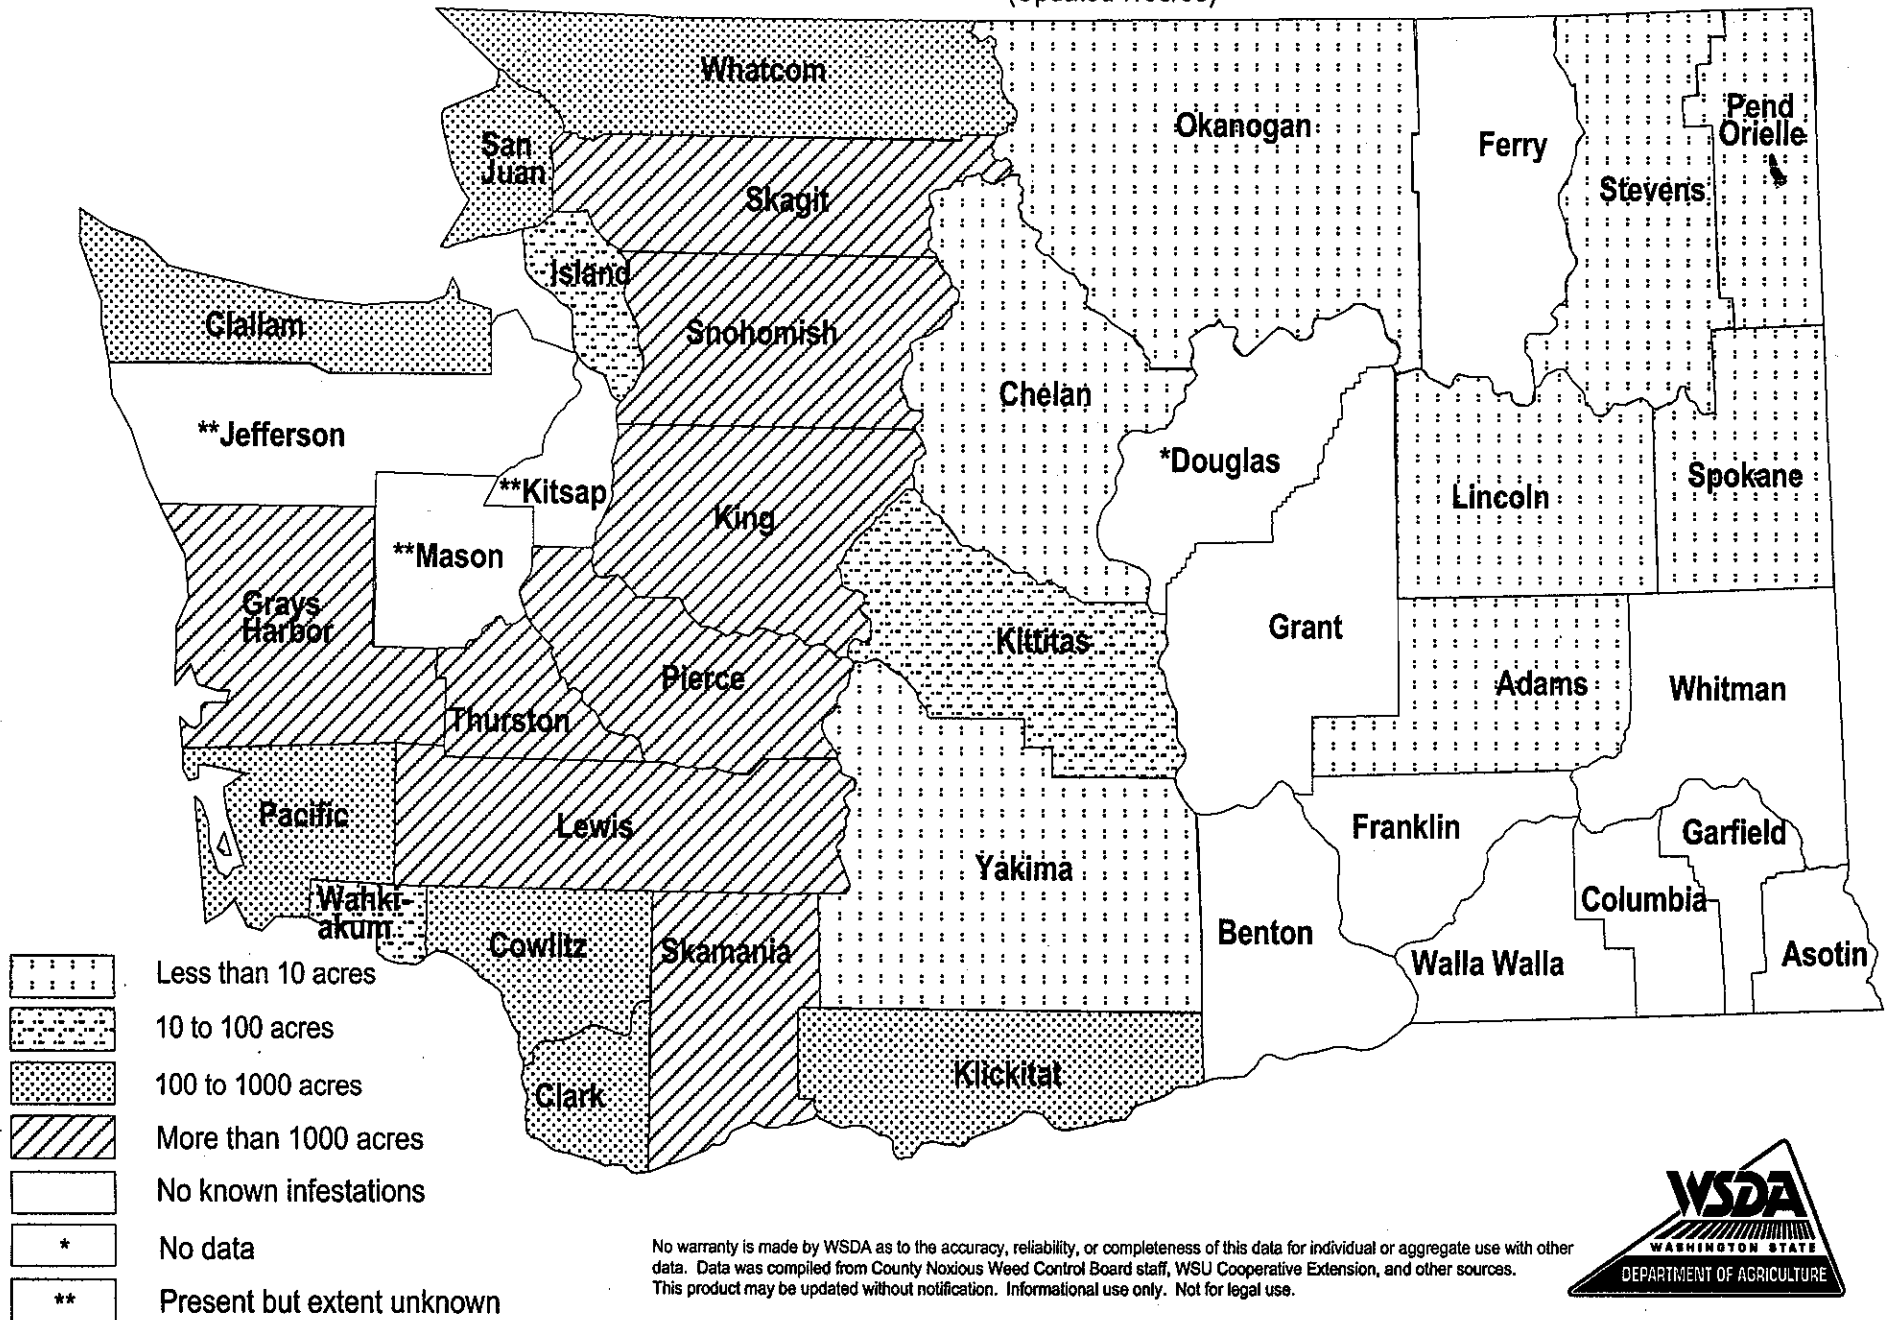 Whatcom
San
Juan
Skagit
Okanogan
Ferry
Pend
Orielle
Stevens
Island
Clallam
Snohomish
Chelan
**Jefferson
*Douglas
**Kitsap
King
Lincoln
Spokane
**Mason
Grays
Harbor
Kittitas
Grant
Pierce
Adams
Whitman
Thurston
Pacific
Lewis
Yakima
Franklin
Garfield
Wahki-
akum
Cowlitz
Skamania
Benton
Columbia
Walla Walla
Asotin
Klickitat
Clark
Less than 10 acres
10 to 100 acres
100 to 1000 acres
More than 1000 acres
No known infestations
* No data
** Present but extent unknown
No warranty is made by WSDA as to the accuracy, reliability, or completeness of this data for individual or aggregate use with other
data. Data was compiled from County Noxious Weed Control Board staff, WSU Cooperative Extension, and other sources.
This product may be updated without notification. Informational use only. Not for legal use.
WSDA
WASHINGTON STATE
DEPARTMENT OF AGRICULTURE